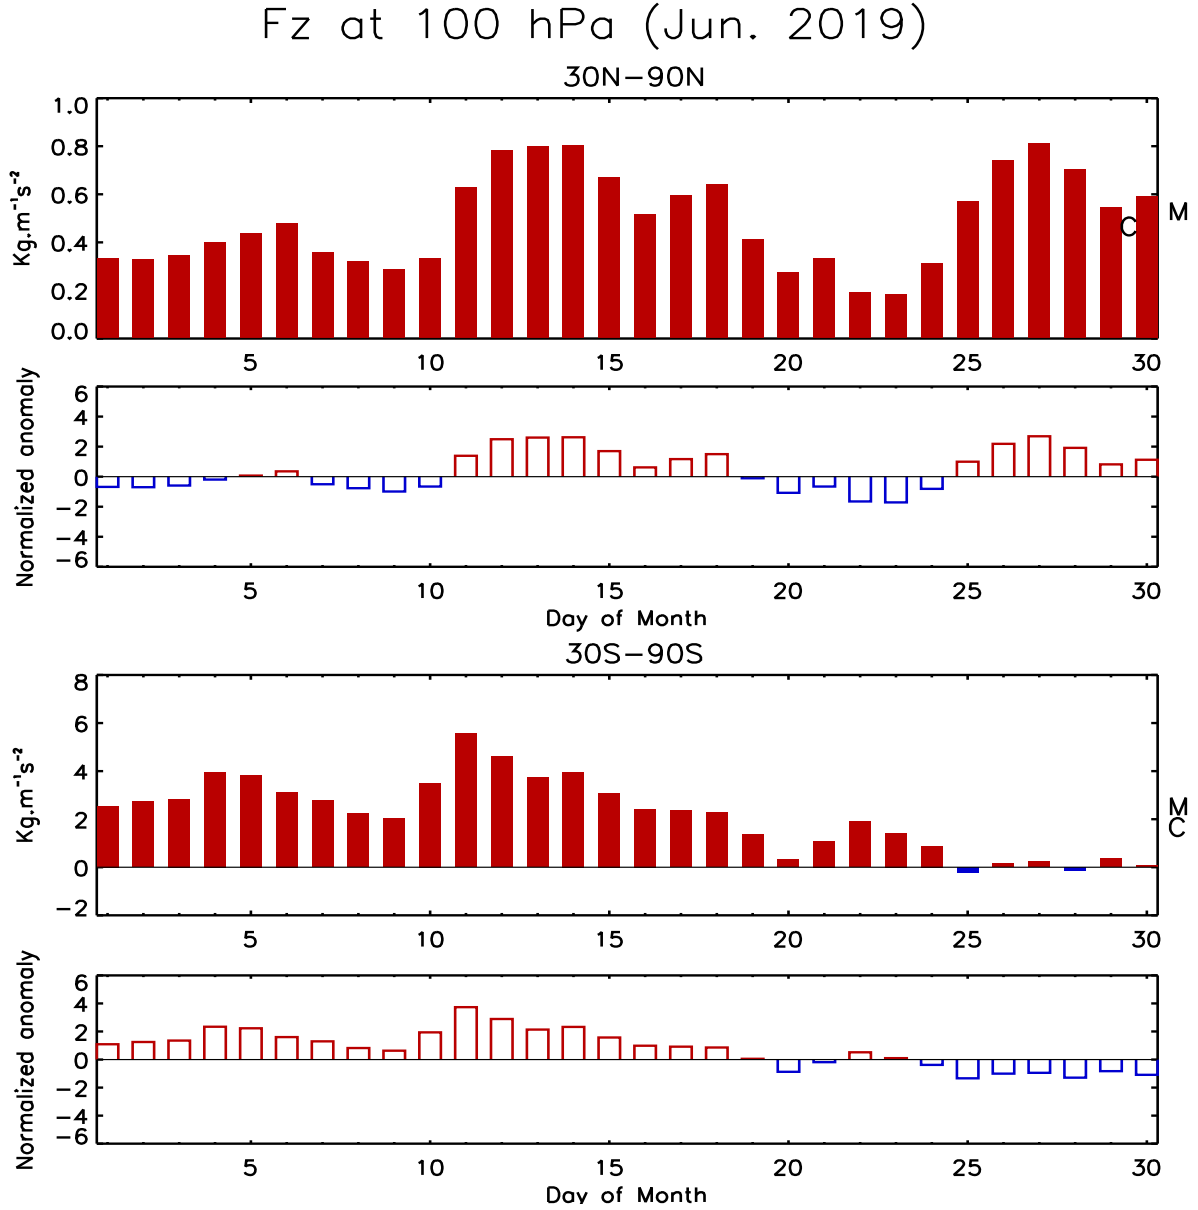 Fz at 100 hPa (Jun. 2019)
30N-90N
1.0
0.8
0.6
0.4
0.2
0.0
Kg.m⁻¹s⁻²
M
C
5 10 15 20 25 30
6
4
2
0
-2
-4
-6
Normalized anomaly
5 10 15 20 25 30
Day of Month
30S-90S
8
6
4
2
0
-2
Kg.m⁻¹s⁻²
M
C
5 10 15 20 25 30
6
4
2
0
-2
-4
-6
Normalized anomaly
5 10 15 20 25 30
Day of Month